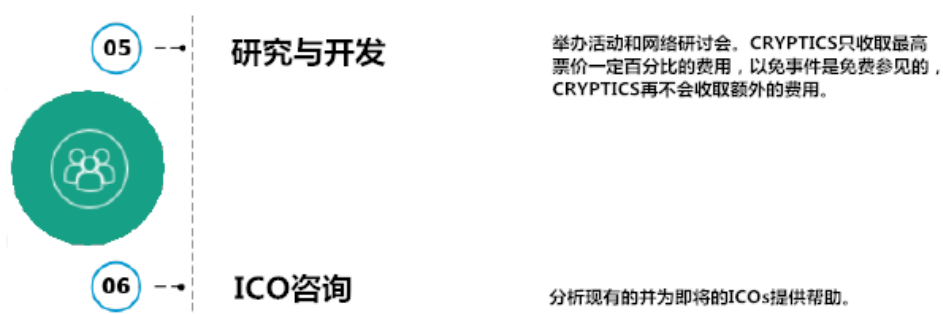 05
研究与开发
举办活动和网络研讨会。CRYPTICS只收取最高
票价一定百分比的费用，以免事件是免费参见的，
CRYPTICS再不会收取额外的费用。
06
ICO咨询
分析现有的并为即将的ICOs提供帮助。